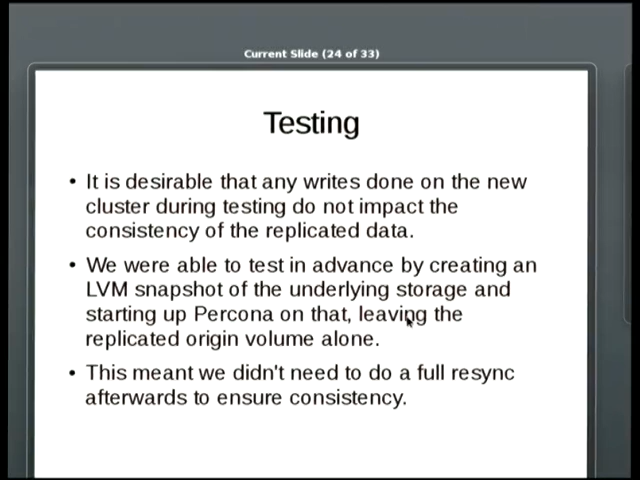 Current Slide (24 of 33)
Testing
• It is desirable that any writes done on the new
cluster during testing do not impact the
consistency of the replicated data.
• We were able to test in advance by creating an
LVM snapshot of the underlying storage and
starting up Percona on that, leaving the
replicated origin volume alone.
• This meant we didn't need to do a full resync
afterwards to ensure consistency.